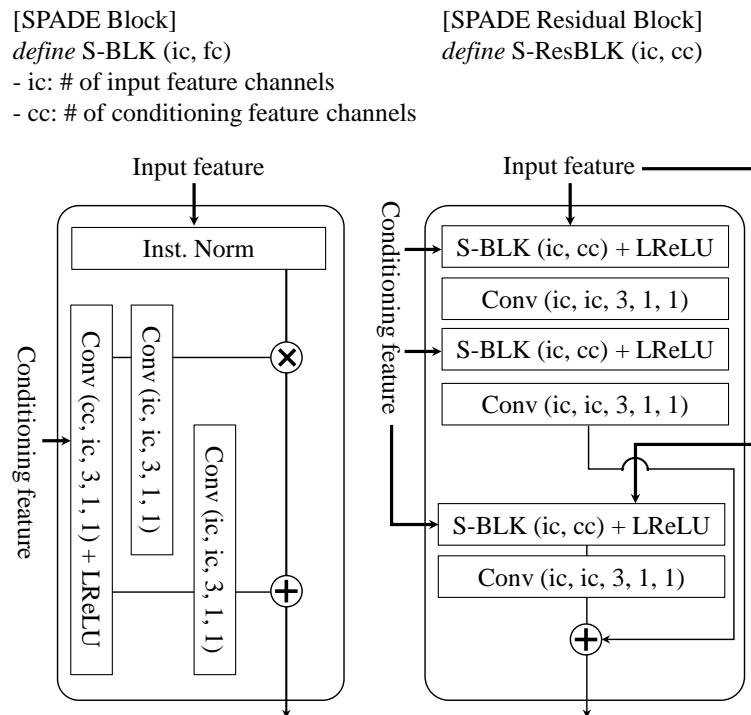 [SPADE Block]
define S-BLK (ic, fc)
- ic: # of input feature channels
- cc: # of conditioning feature channels
Input feature
Inst. Norm
Conditioning feature
Conv (cc, ic, 3, 1, 1) + LReLU
Conv (ic, ic, 3, 1, 1)
Conv (ic, ic, 3, 1, 1)
[SPADE Residual Block]
define S-ResBLK (ic, cc)
Input feature
Conditioning feature
S-BLK (ic, cc) + LReLU
Conv (ic, ic, 3, 1, 1)
S-BLK (ic, cc) + LReLU
Conv (ic, ic, 3, 1, 1)
S-BLK (ic, cc) + LReLU
Conv (ic, ic, 3, 1, 1)